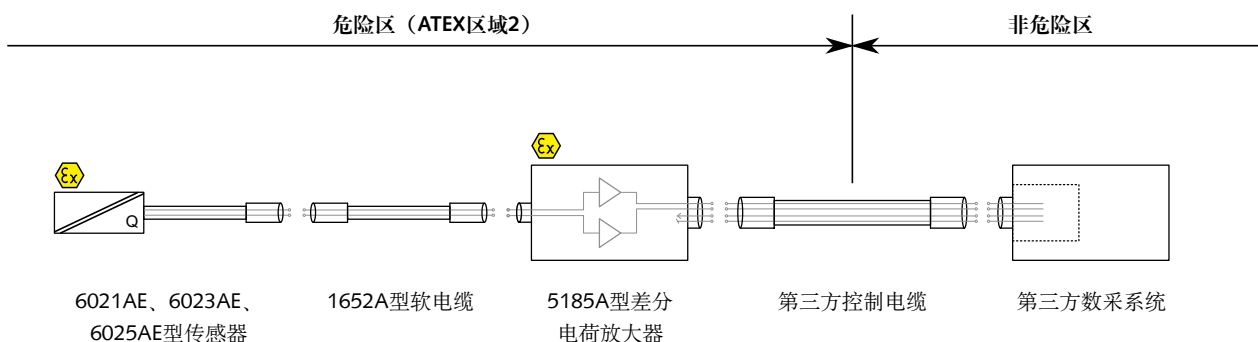 危险区（ATEX区域2）
非危险区
Ex
Ex
Q
6021AE、6023AE、
6025AE型传感器
1652A型软电缆
5185A型差分
电荷放大器
第三方控制电缆
第三方数采系统